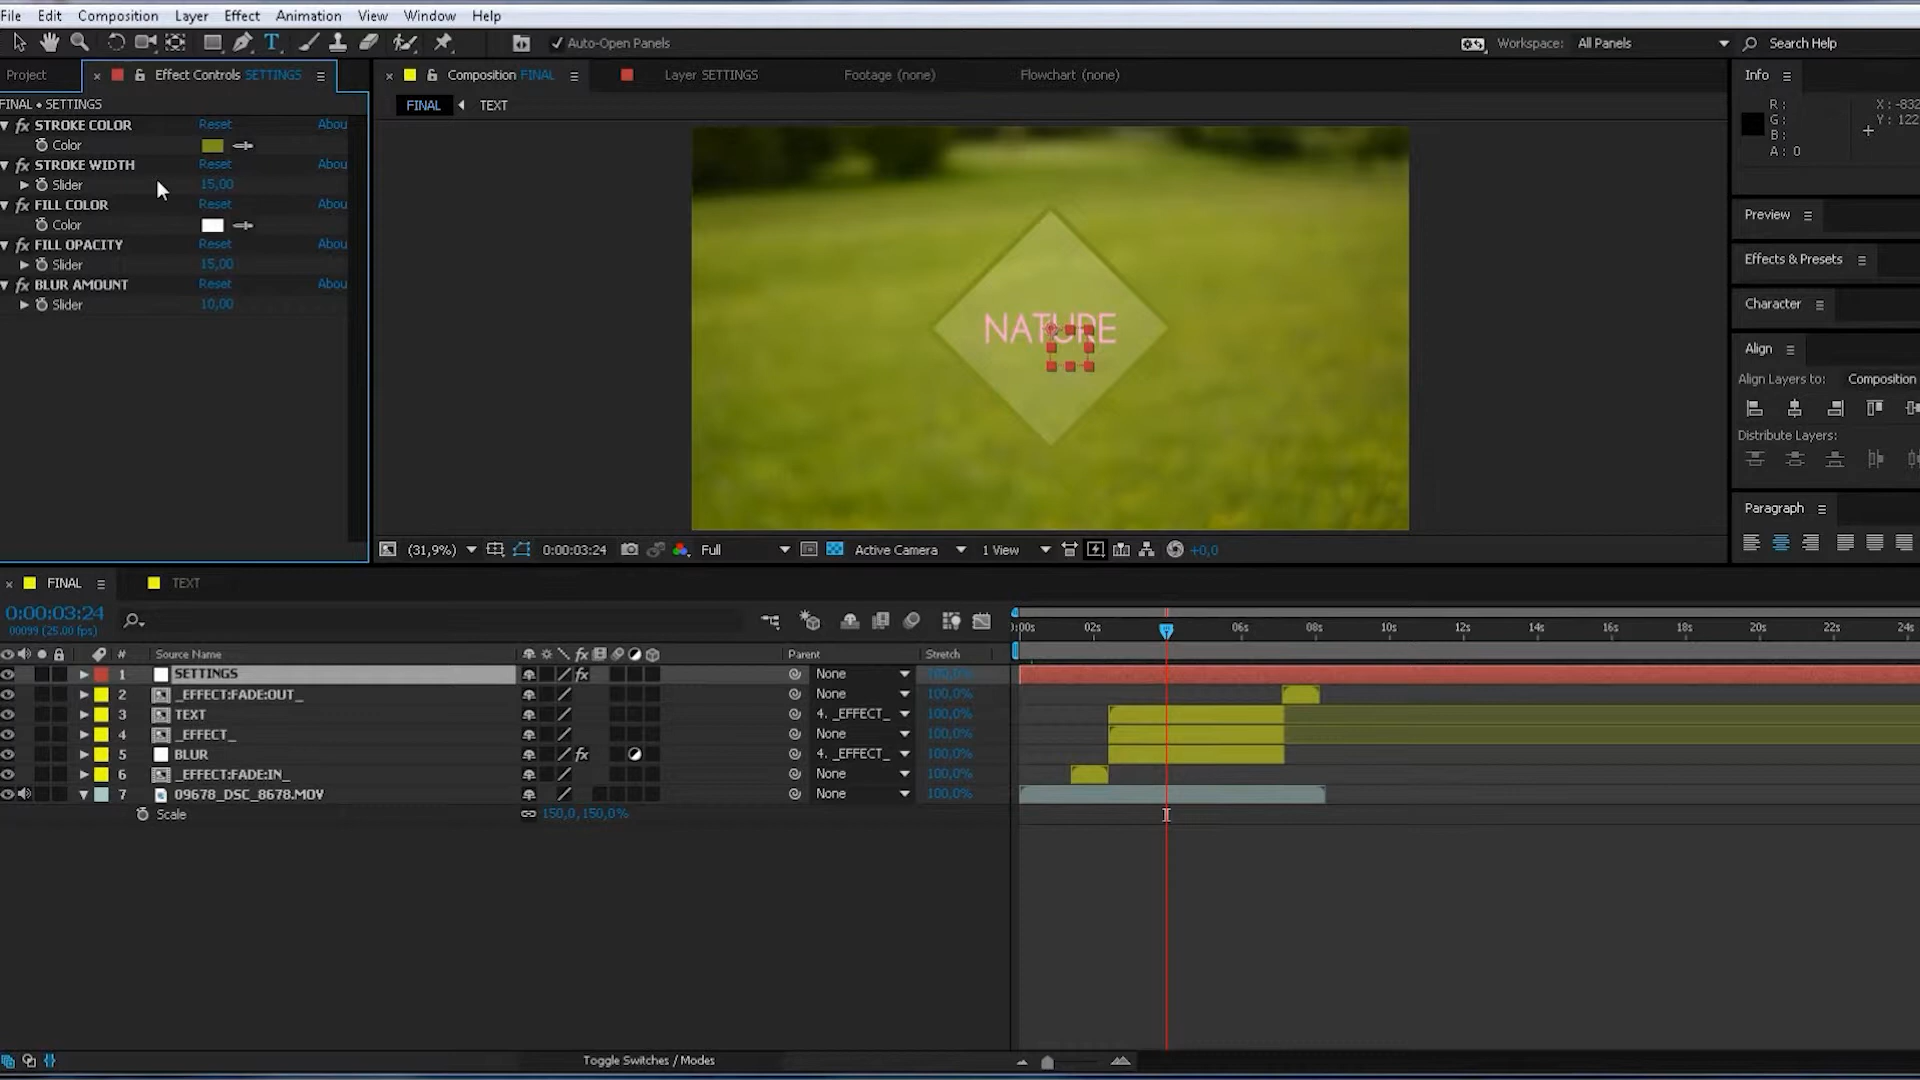 File Edit Composition Layer Effect Animation View Window Help
Auto-Open Panels Workspace: All Panels Search Help
Project Effect Controls SETTINGS Composition FINAL Layer SETTINGS Footage (none) Flowchart (none) Info
FINAL • SETTINGS
FINAL TEXT
R: X: -832
G: Y: 122
B:
A: 0
STROKE COLOR Reset Abou
Color
STROKE WIDTH Reset Abou
Slider 15,00
FILL COLOR Reset Abou
Color
FILL OPACITY Reset Abou
Slider 15,00
BLUR AMOUNT Reset Abou
Slider 10,00
NATURE
Preview
Effects & Presets
Character
Align
Align Layers to: Composition
Distribute Layers:
Paragraph
(31,9%) 0:00:03:24 Full Active Camera 1 View +0,0
FINAL TEXT
0:00:03:24
00099 (25.00 fps)
):00s 02s 06s 08s 10s 12s 14s 16s 18s 20s 22s 24s
# Source Name fx Parent Stretch
1 SETTINGS fx None 100,0%
2 _EFFECT:FADE:OUT_ None 100,0%
3 TEXT 4. _EFFECT_ 100,0%
4 _EFFECT_ None 100,0%
5 BLUR fx 4. _EFFECT_ 100,0%
6 _EFFECT:FADE:IN_ None 100,0%
7 09678_DSC_8678.MOV None 100,0%
Scale 150,0,150,0%
Toggle Switches / Modes